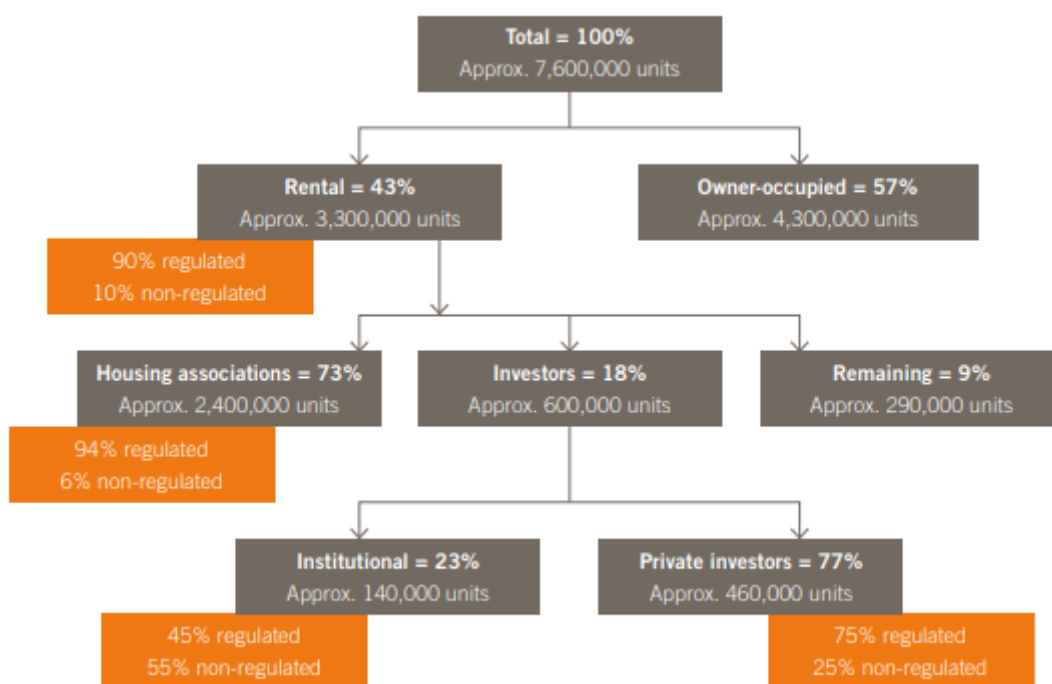 Total = 100%
Approx. 7,600,000 units
Rental = 43%
Approx. 3,300,000 units
Owner-occupied = 57%
Approx. 4,300,000 units
90% regulated
10% non-regulated
Housing associations = 73%
Approx. 2,400,000 units
Investors = 18%
Approx. 600,000 units
Remaining = 9%
Approx. 290,000 units
94% regulated
6% non-regulated
Institutional = 23%
Approx. 140,000 units
Private investors = 77%
Approx. 460,000 units
45% regulated
55% non-regulated
75% regulated
25% non-regulated